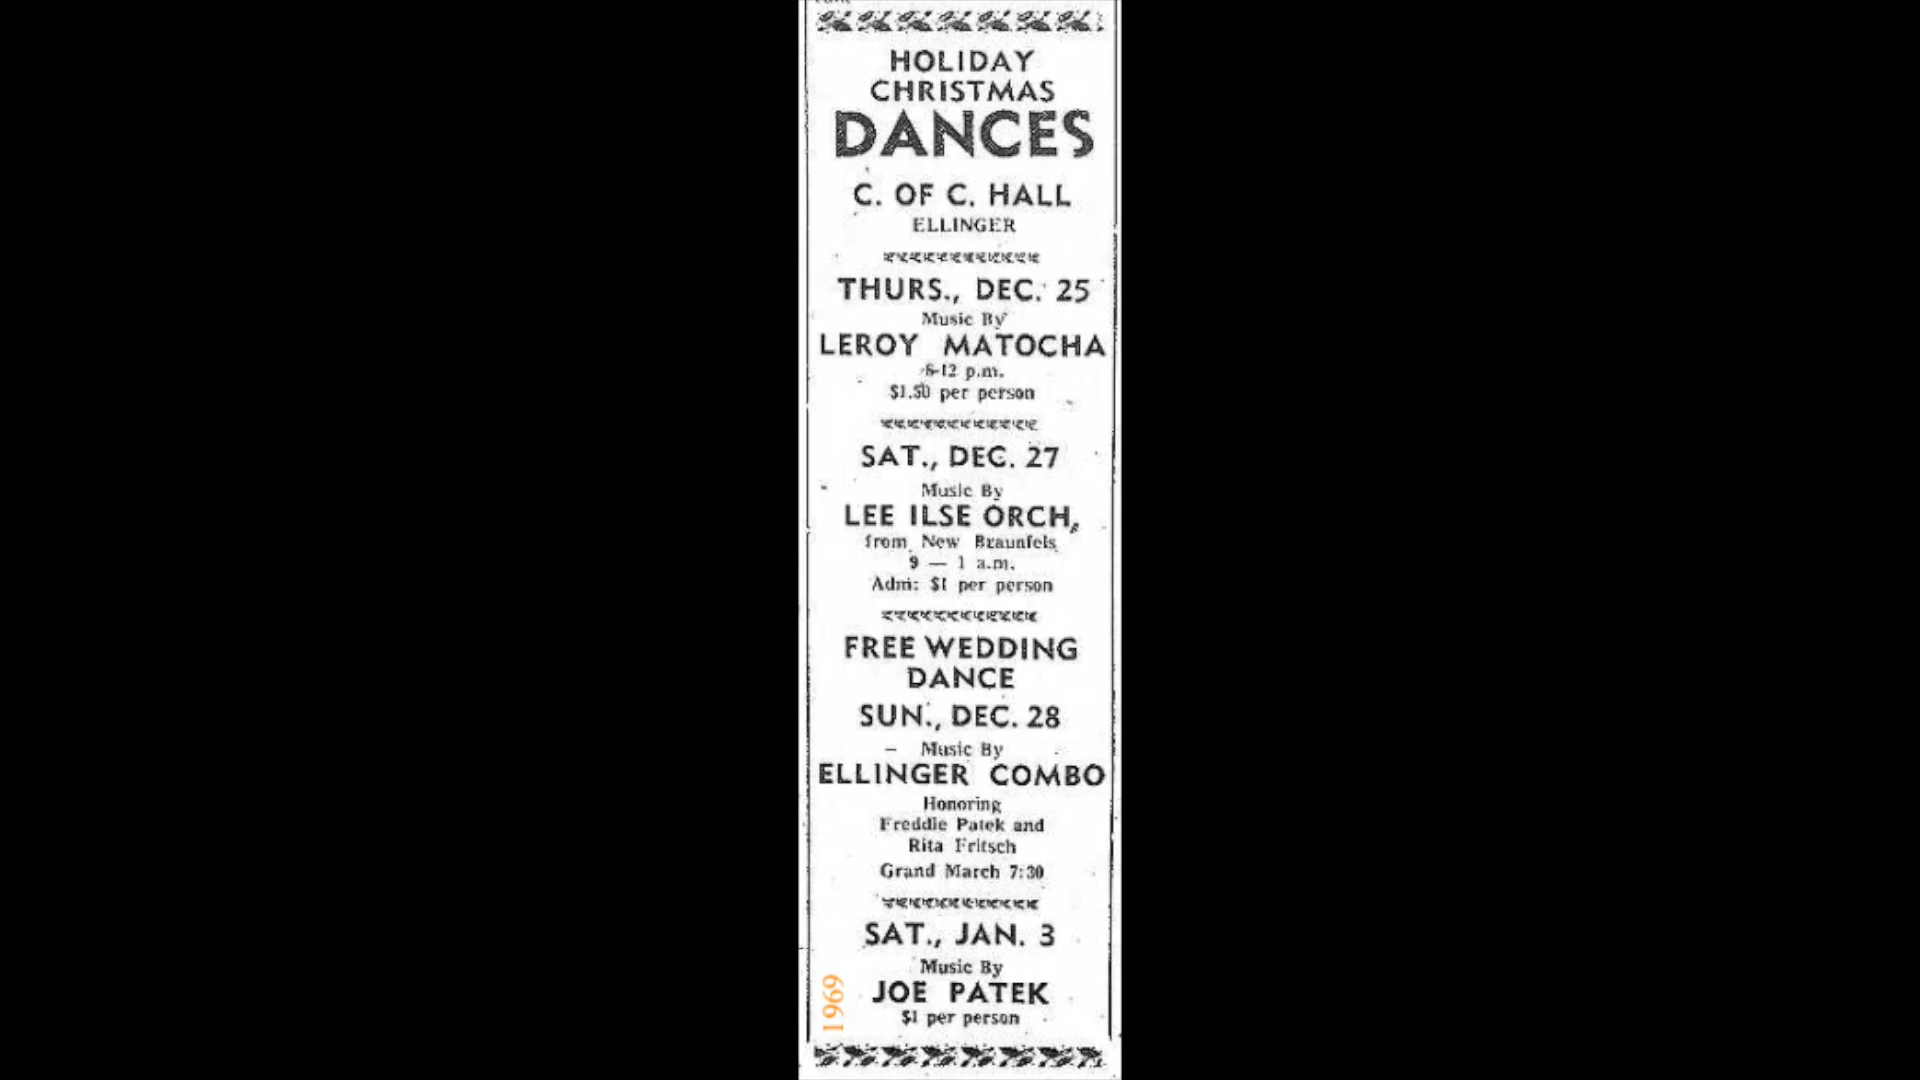 HOLIDAY
CHRISTMAS
DANCES
C. OF C. HALL
ELLINGER
THURS., DEC. 25
Music By
LEROY MATOCHA
8-12 p.m.
$1.50 per person
SAT., DEC. 27
Music By
LEE ILSE ORCH,
from New Braunfels
9 — 1 a.m.
Adm: $1 per person
FREE WEDDING
DANCE
SUN., DEC. 28
Music By
ELLINGER COMBO
Honoring
Freddie Patek and
Rita Fritsch
Grand March 7:30
SAT., JAN. 3
Music By
JOE PATEK
$1 per person
1969